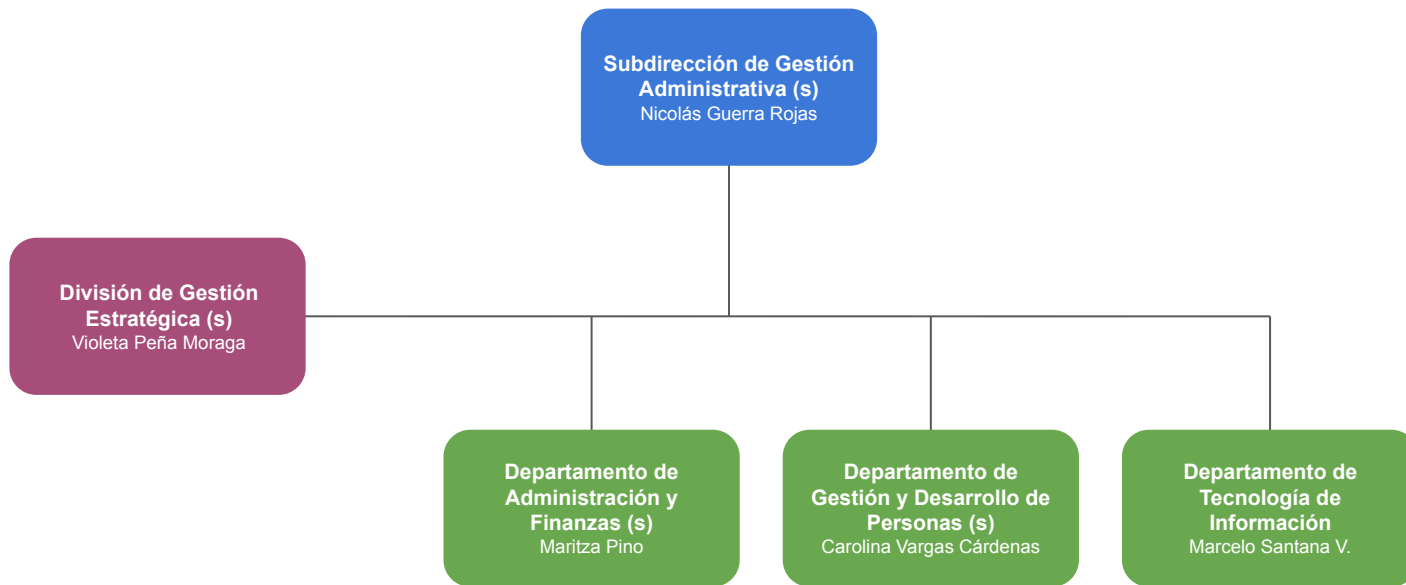 Subdirección de Gestión
Administrativa (s)
Nicolás Guerra Rojas
División de Gestión
Estratégica (s)
Violeta Peña Moraga
Departamento de
Administración y
Finanzas (s)
Maritza Pino
Departamento de
Gestión y Desarrollo de
Personas (s)
Carolina Vargas Cárdenas
Departamento de
Tecnología de
Información
Marcelo Santana V.